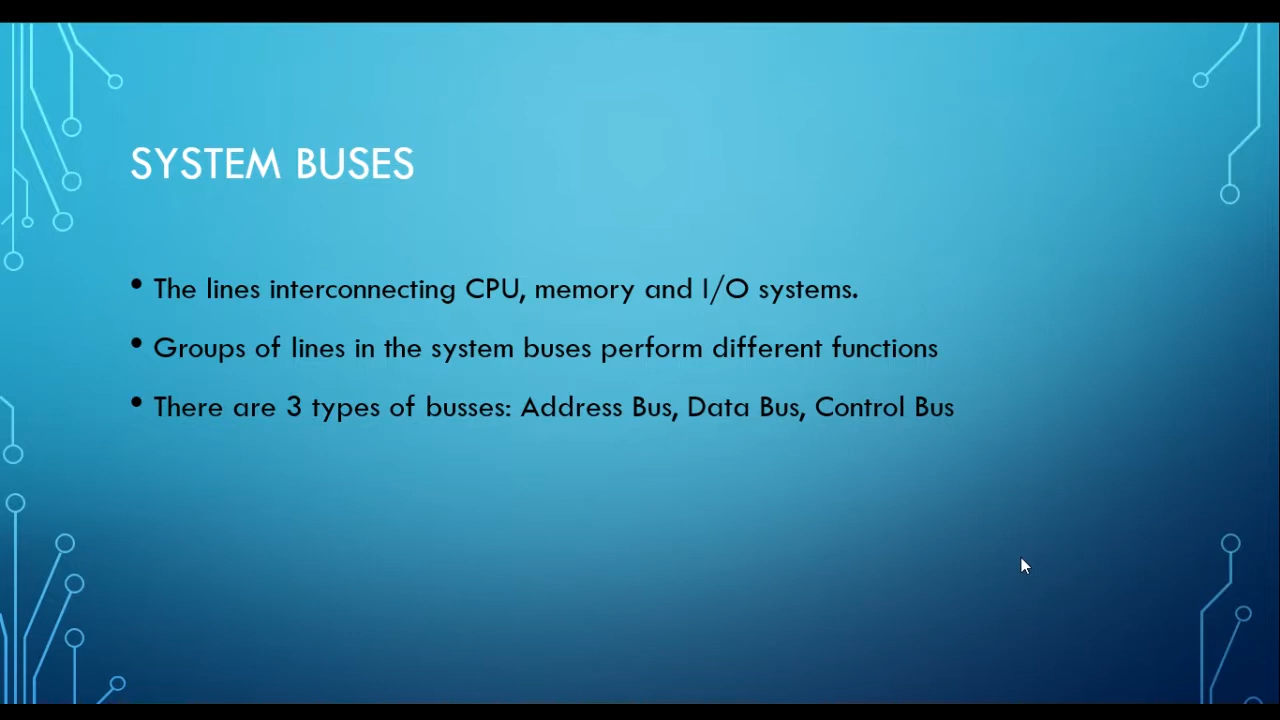 SYSTEM BUSES
• The lines interconnecting CPU, memory and I/O systems.
• Groups of lines in the system buses perform different functions
• There are 3 types of busses: Address Bus, Data Bus, Control Bus